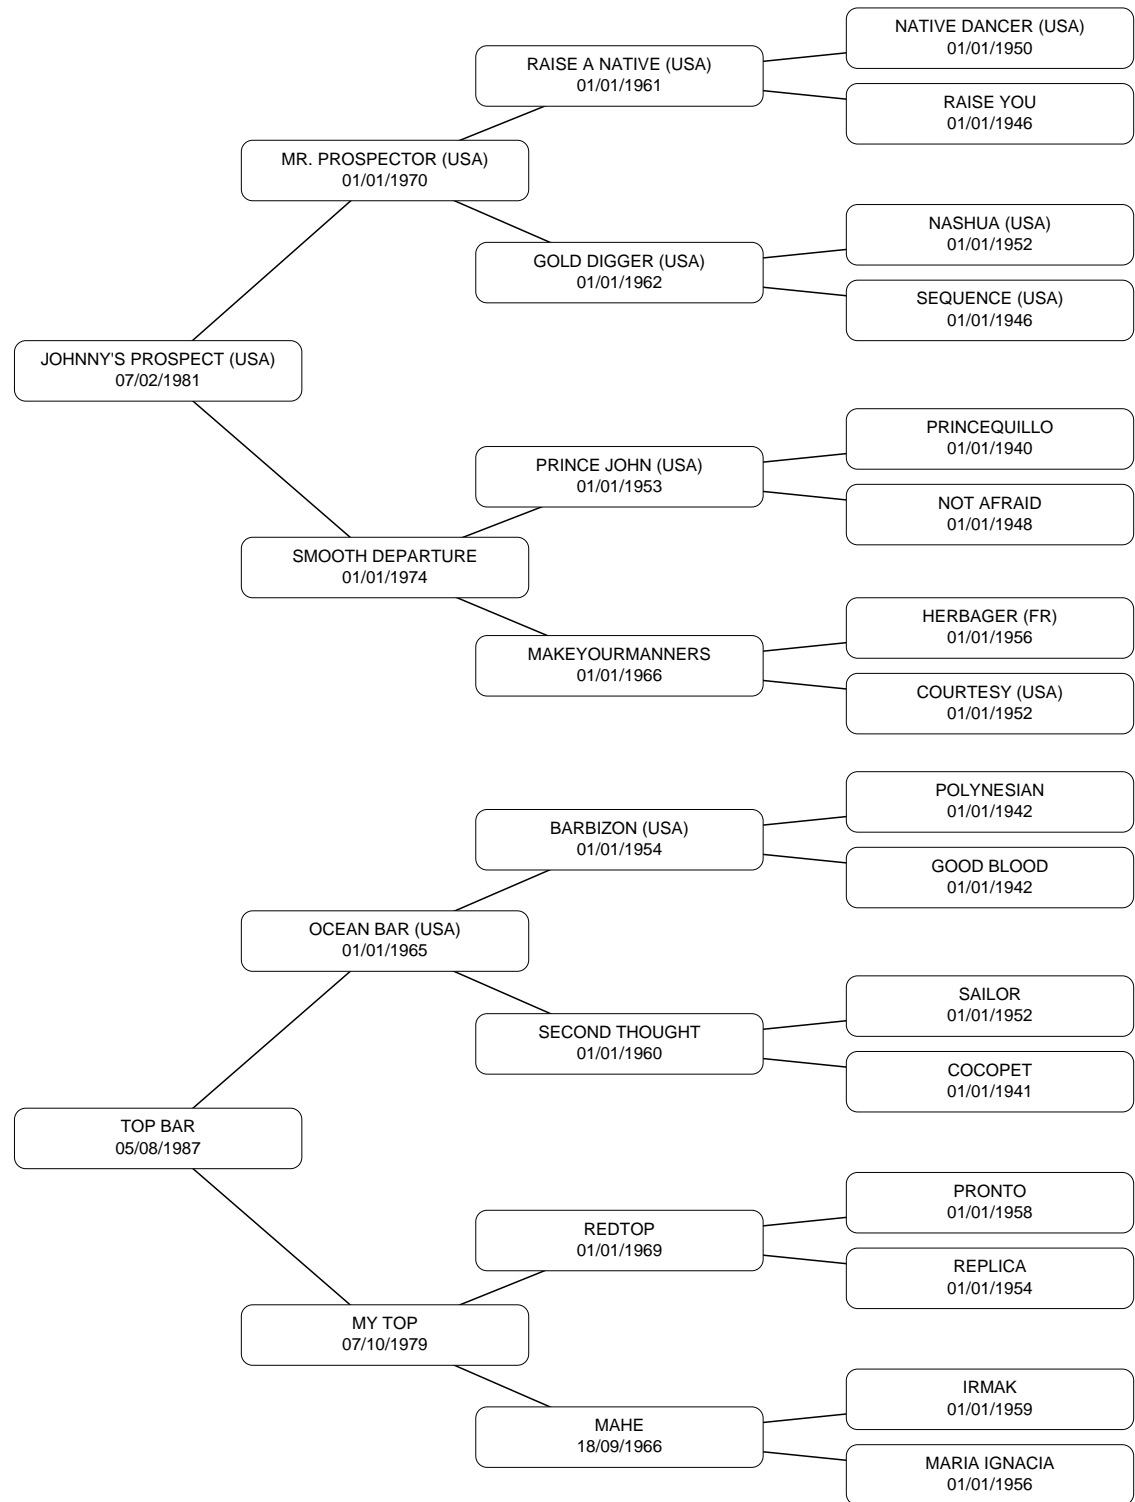 NATIVE DANCER (USA)
01/01/1950
RAISE A NATIVE (USA)
01/01/1961
RAISE YOU
01/01/1946
MR. PROSPECTOR (USA)
01/01/1970
NASHUA (USA)
01/01/1952
GOLD DIGGER (USA)
01/01/1962
SEQUENCE (USA)
01/01/1946
JOHNNY'S PROSPECT (USA)
07/02/1981
PRINCEQUILLO
01/01/1940
PRINCE JOHN (USA)
01/01/1953
NOT AFRAID
01/01/1948
SMOOTH DEPARTURE
01/01/1974
HERBAGER (FR)
01/01/1956
MAKEYOURMANNERS
01/01/1966
COURTESY (USA)
01/01/1952
POLYNESIAN
01/01/1942
BARBIZON (USA)
01/01/1954
GOOD BLOOD
01/01/1942
OCEAN BAR (USA)
01/01/1965
SAILOR
01/01/1952
SECOND THOUGHT
01/01/1960
COCOPET
01/01/1941
TOP BAR
05/08/1987
PRONTO
01/01/1958
REDTOP
01/01/1969
REPLICA
01/01/1954
MY TOP
07/10/1979
IRMAK
01/01/1959
MAHE
18/09/1966
MARIA IGNACIA
01/01/1956